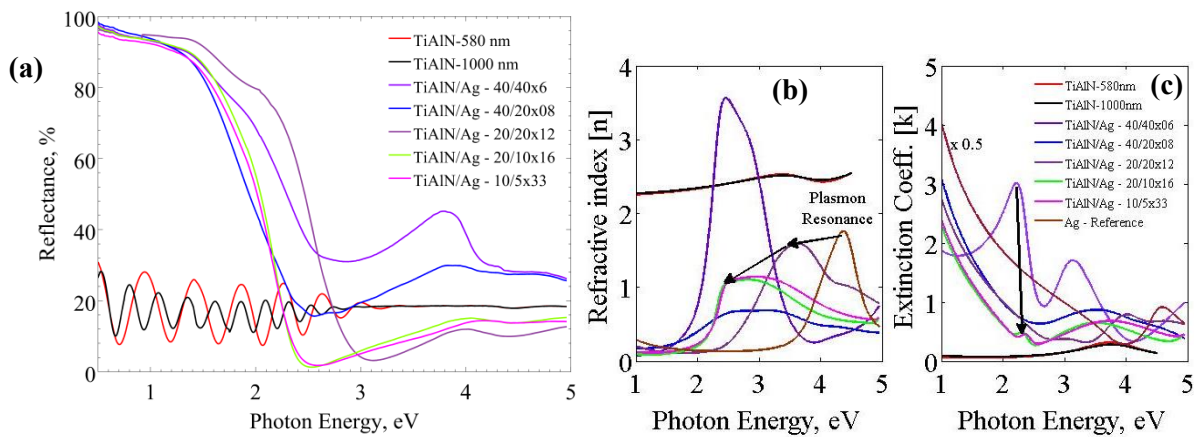 (a)
Reflectance, %
100
80
60
40
20
0
1
2
3
4
5
Photon Energy, eV
TiAlN-580 nm
TiAlN-1000 nm
TiAlN/Ag - 40/40x6
TiAlN/Ag - 40/20x08
TiAlN/Ag - 20/20x12
TiAlN/Ag - 20/10x16
TiAlN/Ag - 10/5x33
(b)
Refractive index [n]
4
3
2
1
0
1
2
3
4
5
Photon Energy, eV
Plasmon
Resonance
(c)
Extinction Coeff. [k]
5
4
3
2
1
0
1
2
3
4
5
Photon Energy, eV
x 0.5
TiAlN-580nm
TiAlN-1000nm
TiAlN/Ag - 40/40x06
TiAlN/Ag - 40/20x08
TiAlN/Ag - 20/20x12
TiAlN/Ag - 20/10x16
TiAlN/Ag - 10/5x33
Ag - Reference